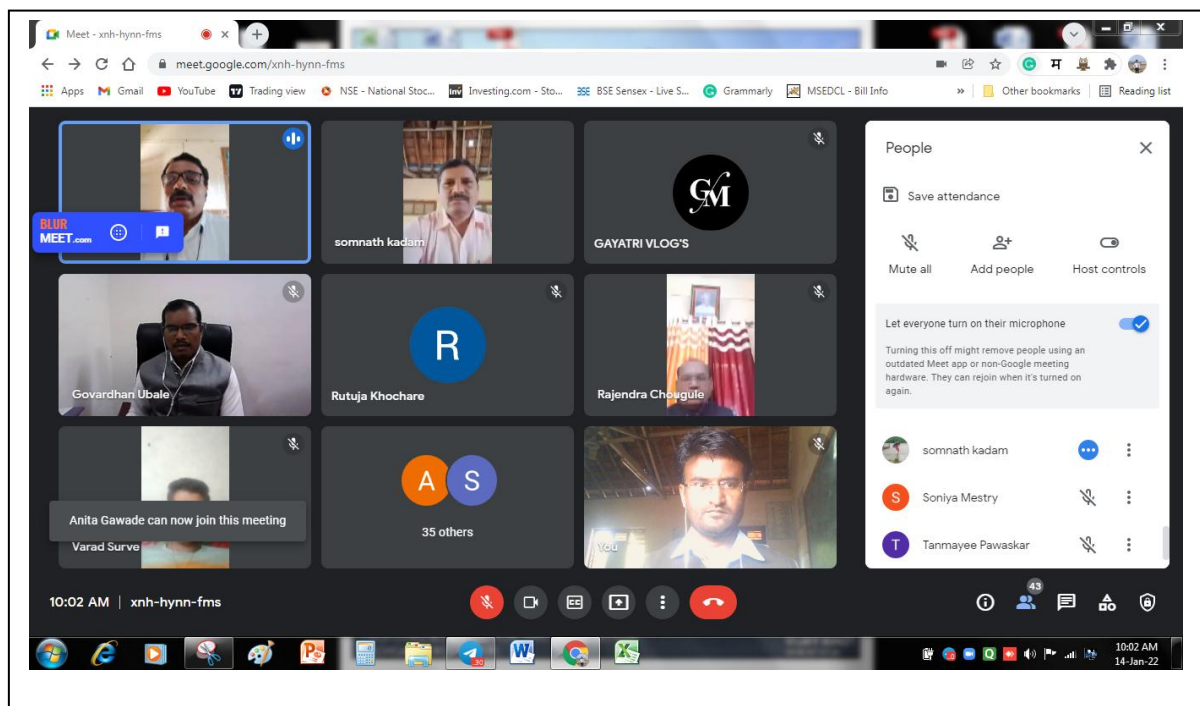 Meet - xnh-hynn-fms
meet.google.com/xnh-hynn-fms
Apps Gmail YouTube Trading view NSE - National Stoc... Investing.com - Sto... BSE Sensex - Live S... Grammarly MSEDCL - Bill Info » Other bookmarks Reading list
BLUR
MEET.com
somnath kadam
GM
GAYATRI VLOG'S
Govardhan Ubale
R
Rutuja Khochare
Rajendra Chougule
Anita Gawade can now join this meeting
Varad Surve
A S
35 others
You
People
Save attendance
Mute all Add people Host controls
Let everyone turn on their microphone
Turning this off might remove people using an
outdated Meet app or non-Google meeting
hardware. They can rejoin when it's turned on
again.
somnath kadam
S Soniya Mestry
T Tanmayee Pawaskar
10:02 AM | xnh-hynn-fms
CC
43
10:02 AM
14-Jan-22